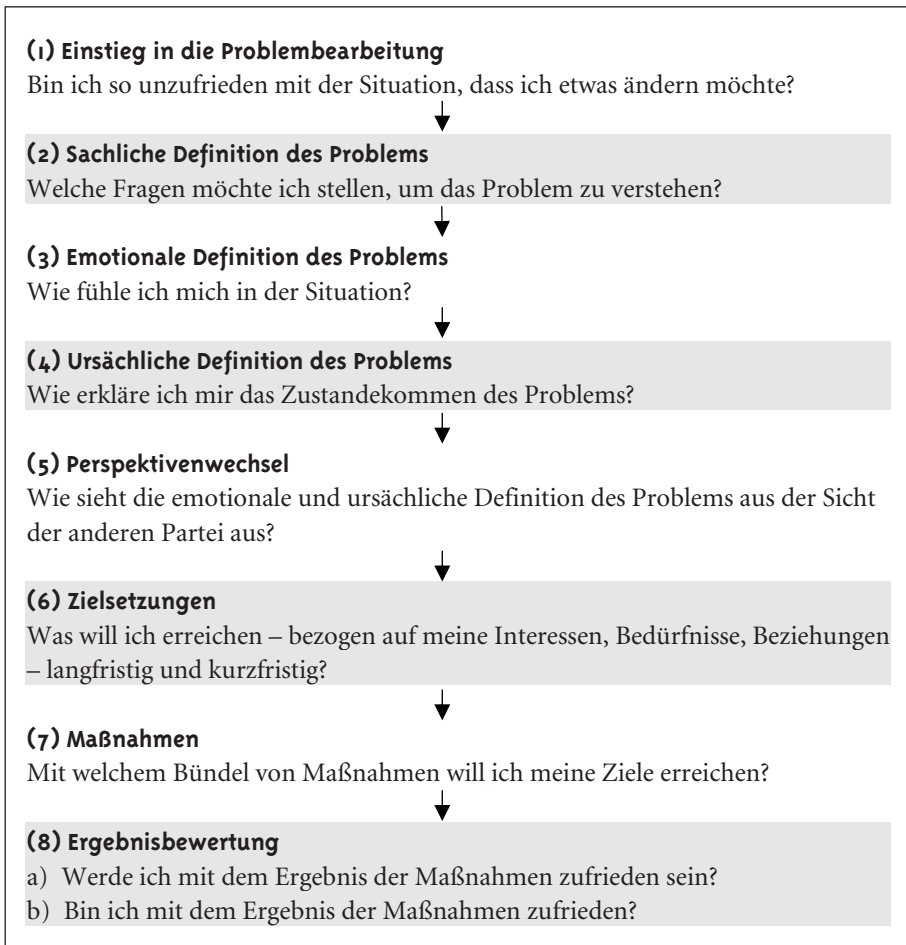 (1) Einstieg in die Problembearbeitung
Bin ich so unzufrieden mit der Situation, dass ich etwas ändern möchte?
(2) Sachliche Definition des Problems
Welche Fragen möchte ich stellen, um das Problem zu verstehen?
(3) Emotionale Definition des Problems
Wie fühle ich mich in der Situation?
(4) Ursächliche Definition des Problems
Wie erkläre ich mir das Zustandekommen des Problems?
(5) Perspektivenwechsel
Wie sieht die emotionale und ursächliche Definition des Problems aus der Sicht
der anderen Partei aus?
(6) Zielsetzungen
Was will ich erreichen – bezogen auf meine Interessen, Bedürfnisse, Beziehungen
– langfristig und kurzfristig?
(7) Maßnahmen
Mit welchem Bündel von Maßnahmen will ich meine Ziele erreichen?
(8) Ergebnisbewertung
a) Werde ich mit dem Ergebnis der Maßnahmen zufrieden sein?
b) Bin ich mit dem Ergebnis der Maßnahmen zufrieden?